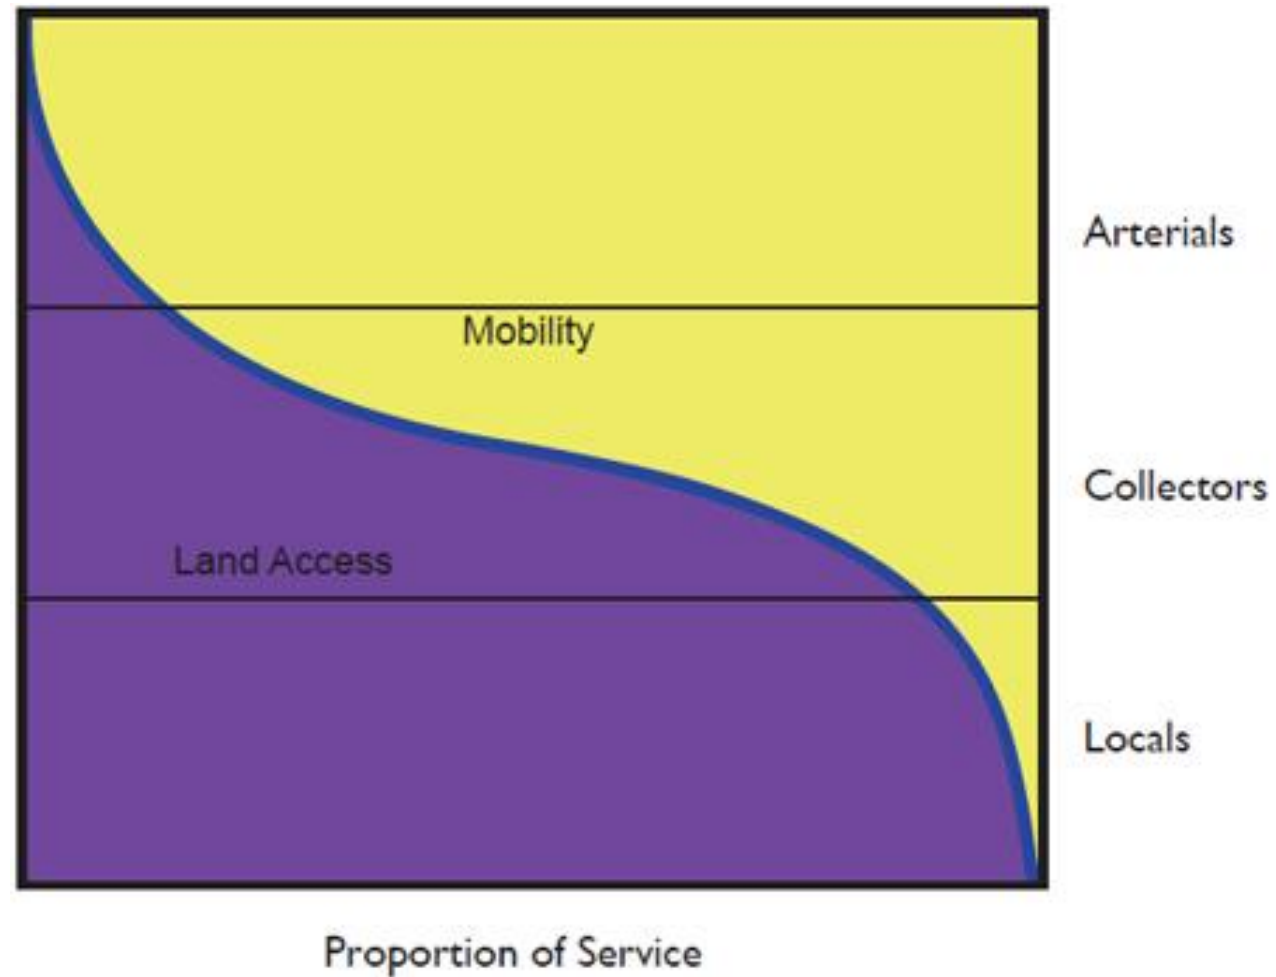 Arterials
Mobility
Collectors
Land Access
Locals
Proportion of Service